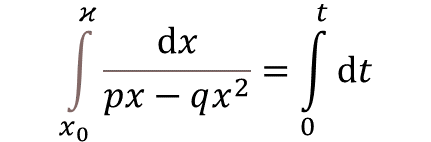 ∫_{x₀}^{ϰ} dx / (px − qx²) = ∫_{0}^{t} dt